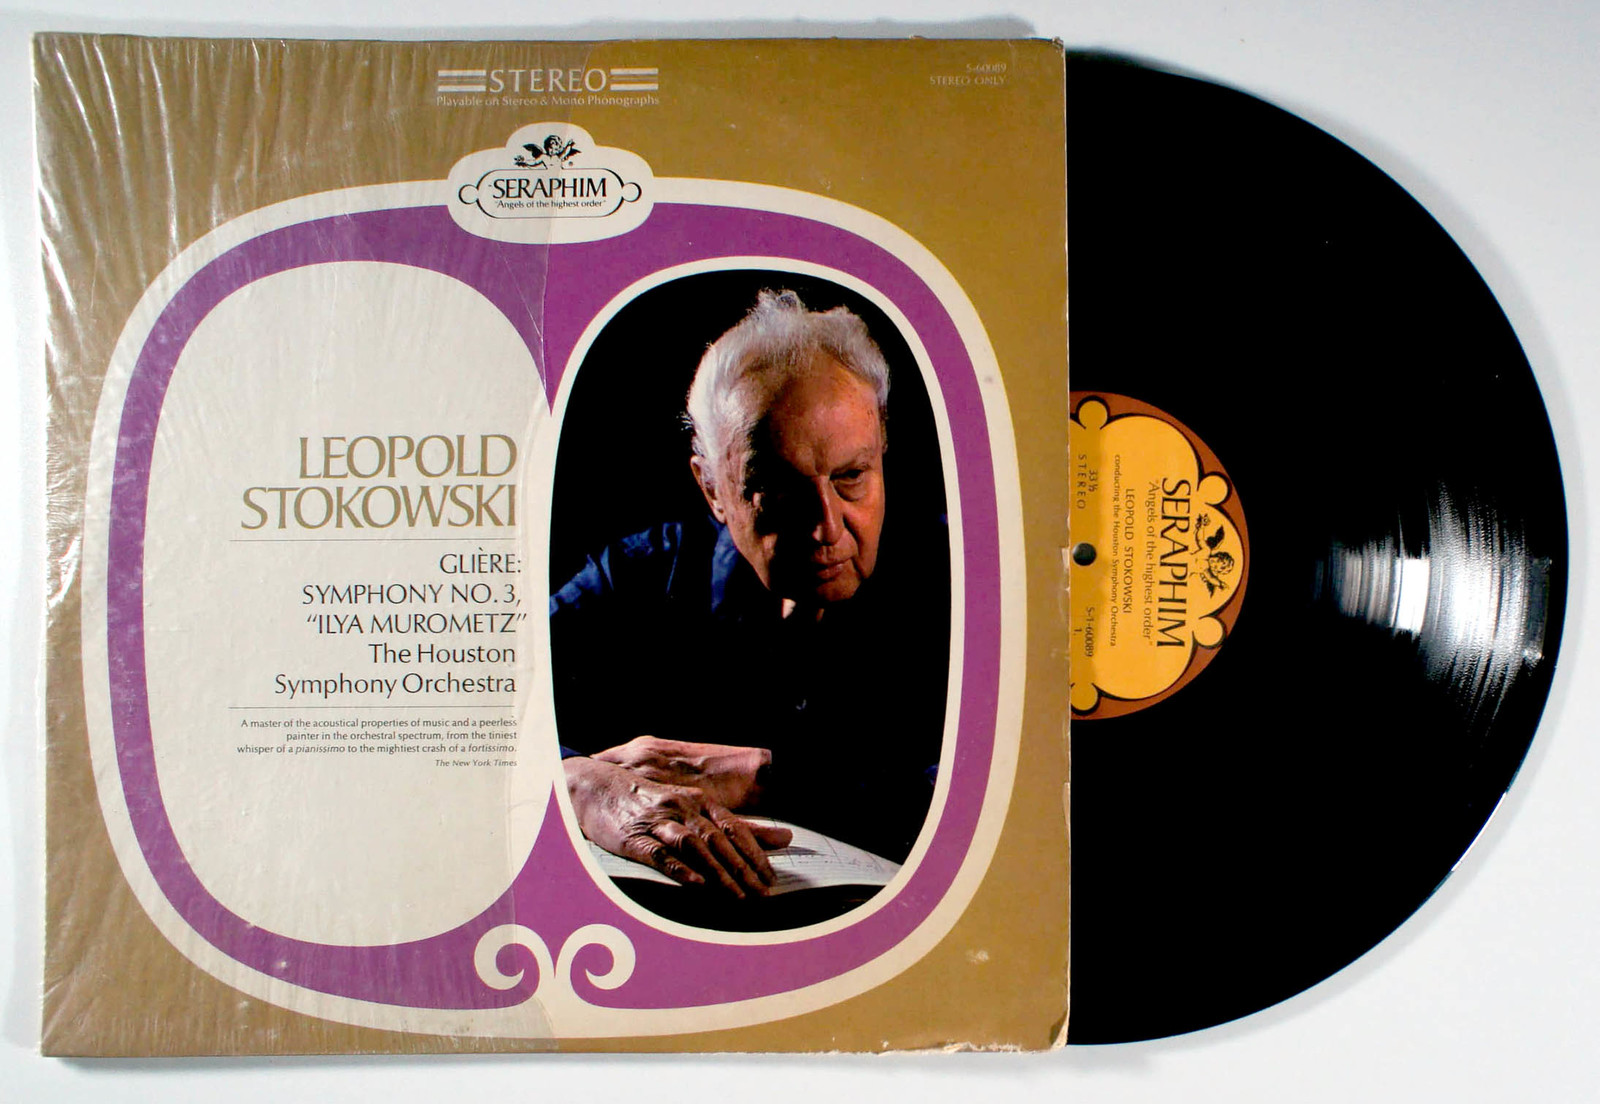 STEREO
Playable on Stereo & Mono Phonographs
S-60089
STEREO ONLY
SERAPHIM
"Angels of the highest order"
®
LEOPOLD
STOKOWSKI
GLIÈRE:
SYMPHONY NO. 3,
“ILYA MUROMETZ”
The Houston
Symphony Orchestra
A master of the acoustical properties of music and a peerless
painter in the orchestral spectrum, from the tiniest
whisper of a pianissimo to the mightiest crash of a fortissimo.
The New York Times
SERAPHIM
"Angels of the highest order"
LEOPOLD STOKOWSKI
conducting the Houston Symphony Orchestra
33⅓
STEREO
S-1-60089
1.